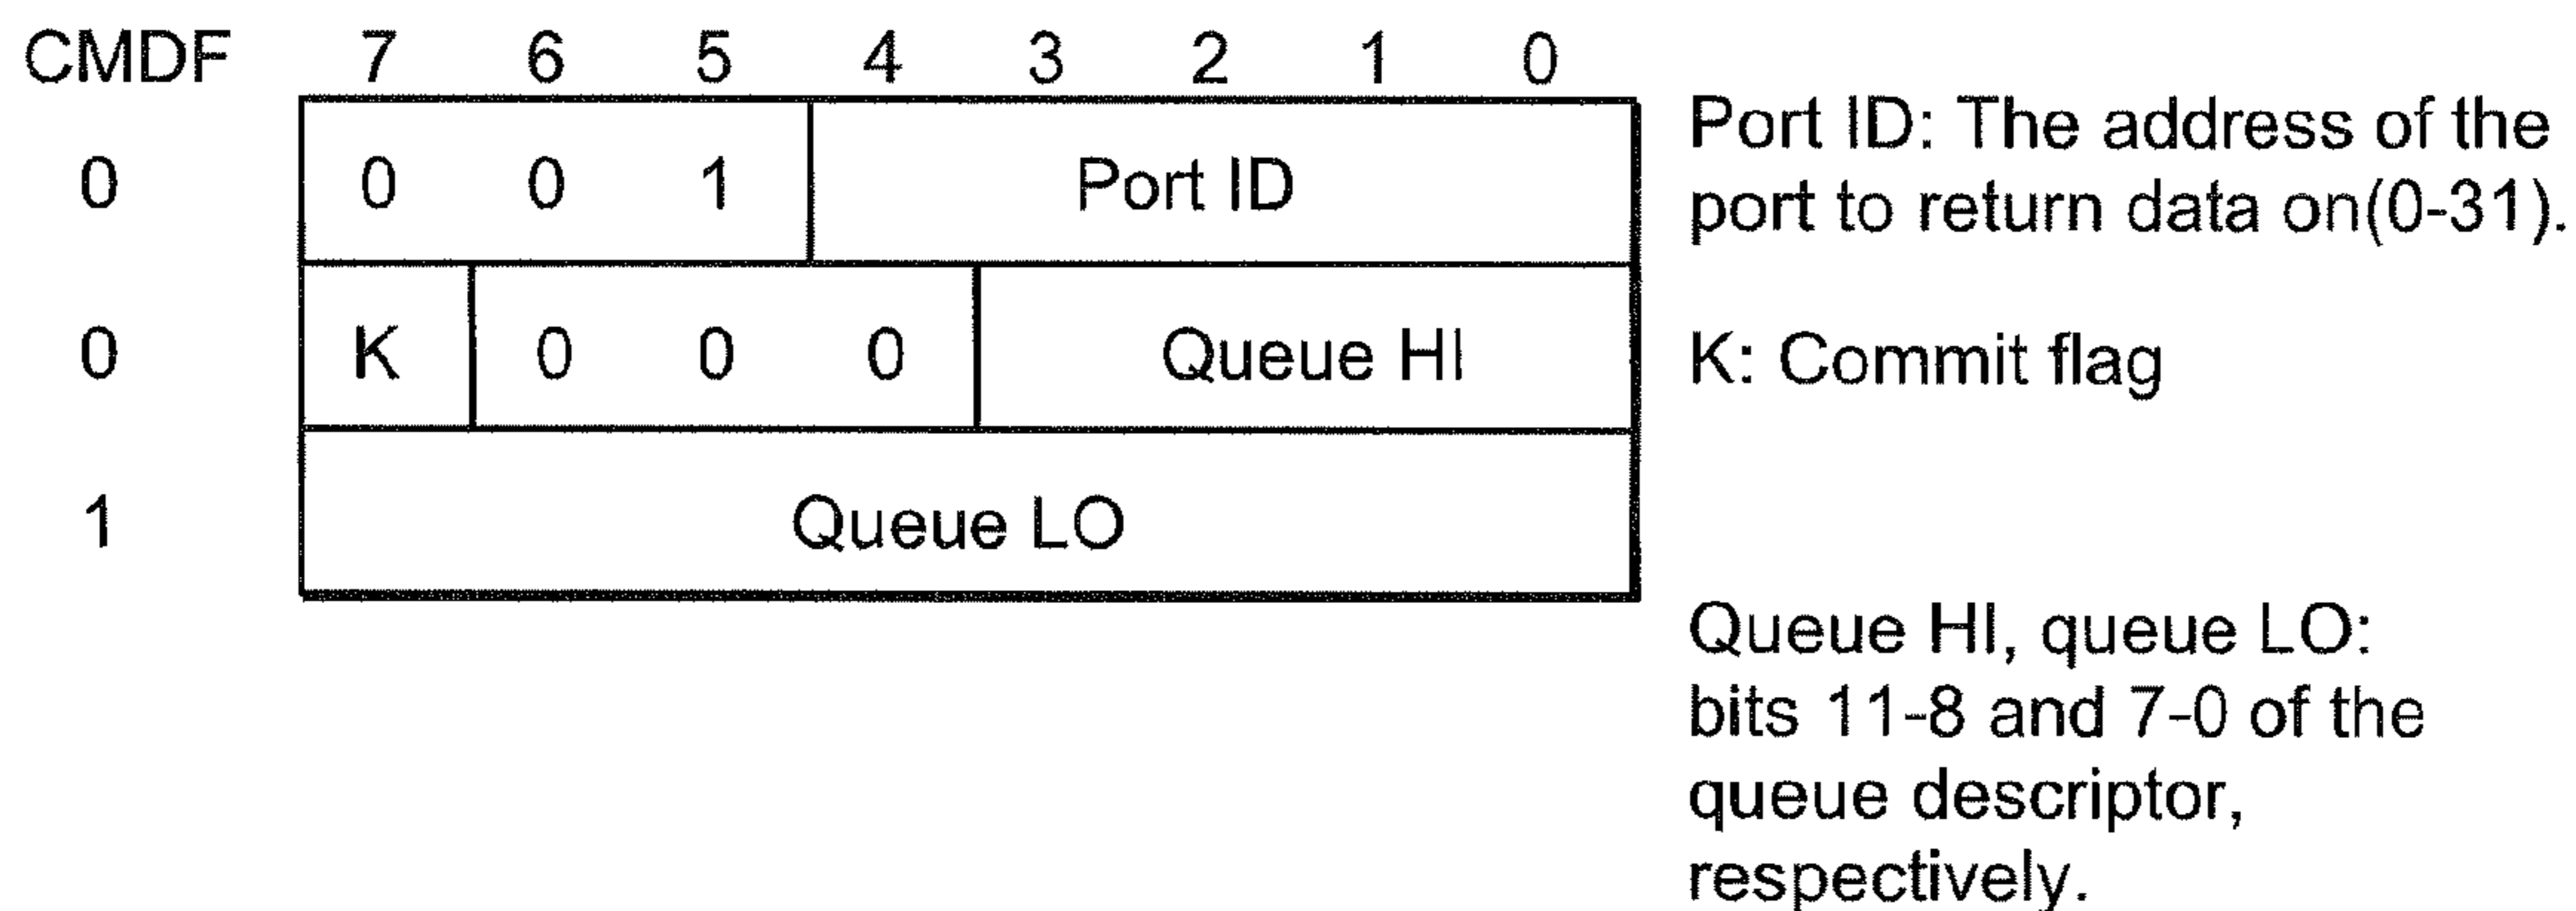 CMDF 7 6 5 4 3 2 1 0
0 0 0 1 Port ID
0 K 0 0 0 Queue HI
1 Queue LO
Port ID: The address of the
port to return data on(0-31).
K: Commit flag
Queue HI, queue LO:
bits 11-8 and 7-0 of the
queue descriptor,
respectively.